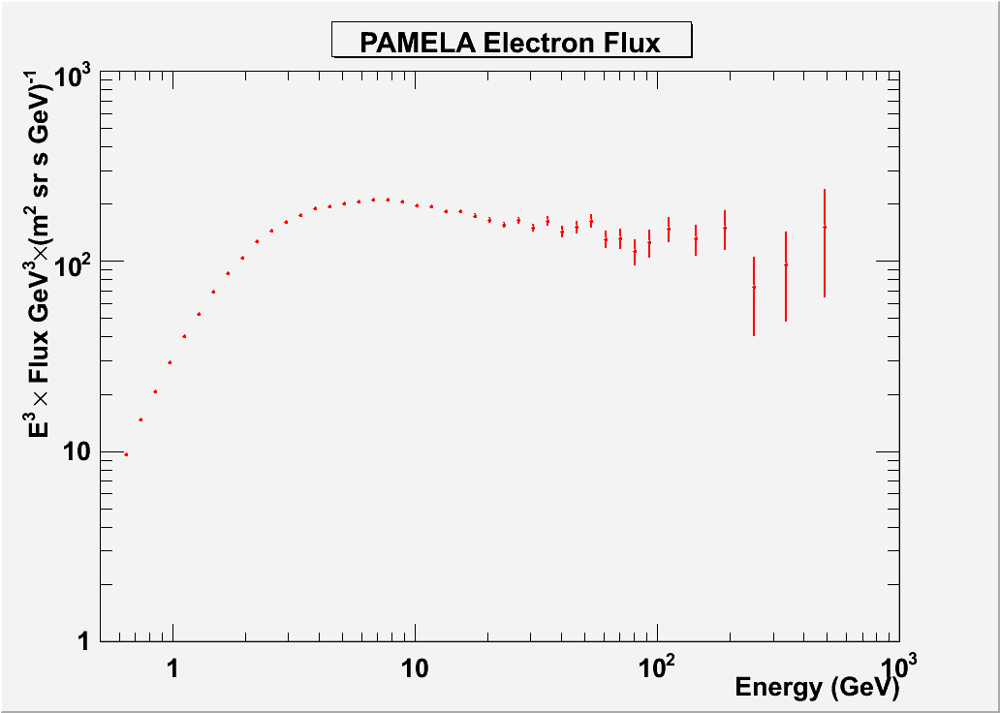 PAMELA Electron Flux
E³ × Flux GeV³×(m² sr s GeV)⁻¹
10³
10²
10
1
1
10
10²
10³
Energy (GeV)